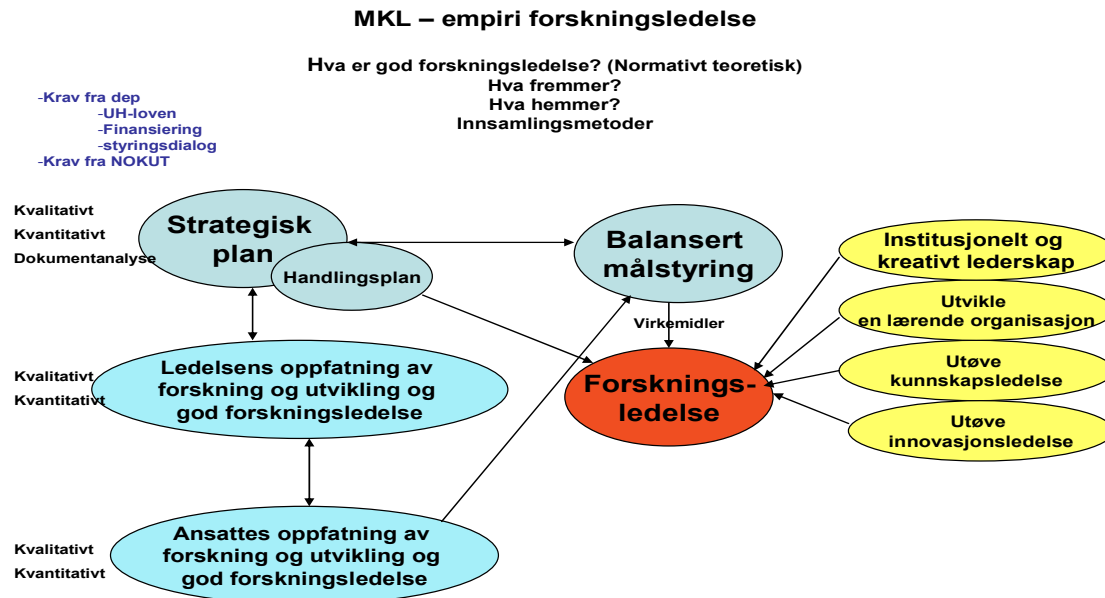 MKL – empiri forskningsledelse
Hva er god forskningsledelse? (Normativt teoretisk)
Hva fremmer?
Hva hemmer?
Innsamlingsmetoder
-Krav fra dep
-UH-loven
-Finansiering
-styringsdialog
-Krav fra NOKUT
Kvalitativt
Kvantitativt
Dokumentanalyse
Strategisk
plan
Handlingsplan
Balansert
målstyring
Virkemidler
Institusjonelt og
kreativt lederskap
Utvikle
en lærende organisasjon
Utøve
kunnskapsledelse
Utøve
innovasjonsledelse
Forsknings-
ledelse
Kvalitativt
Kvantitativt
Ledelsens oppfatning av
forskning og utvikling og
god forskningsledelse
Kvalitativt
Kvantitativt
Ansattes oppfatning av
forskning og utvikling og
god forskningsledelse